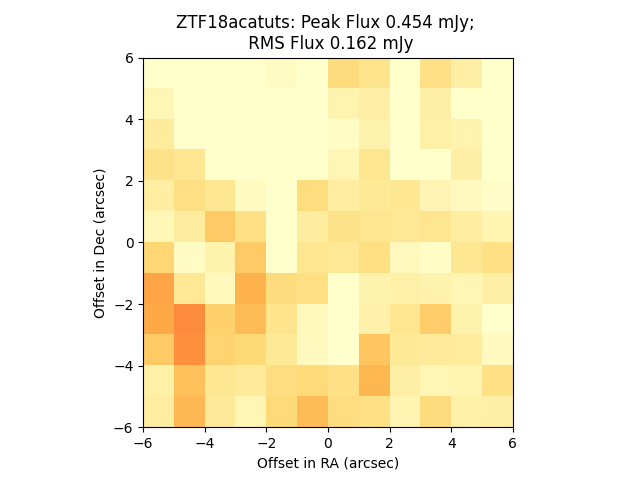 ZTF18acatuts: Peak Flux 0.454 mJy;
RMS Flux 0.162 mJy
6
4
2
0
−2
−4
−6
Offset in Dec (arcsec)
−6 −4 −2 0 2 4 6
Offset in RA (arcsec)